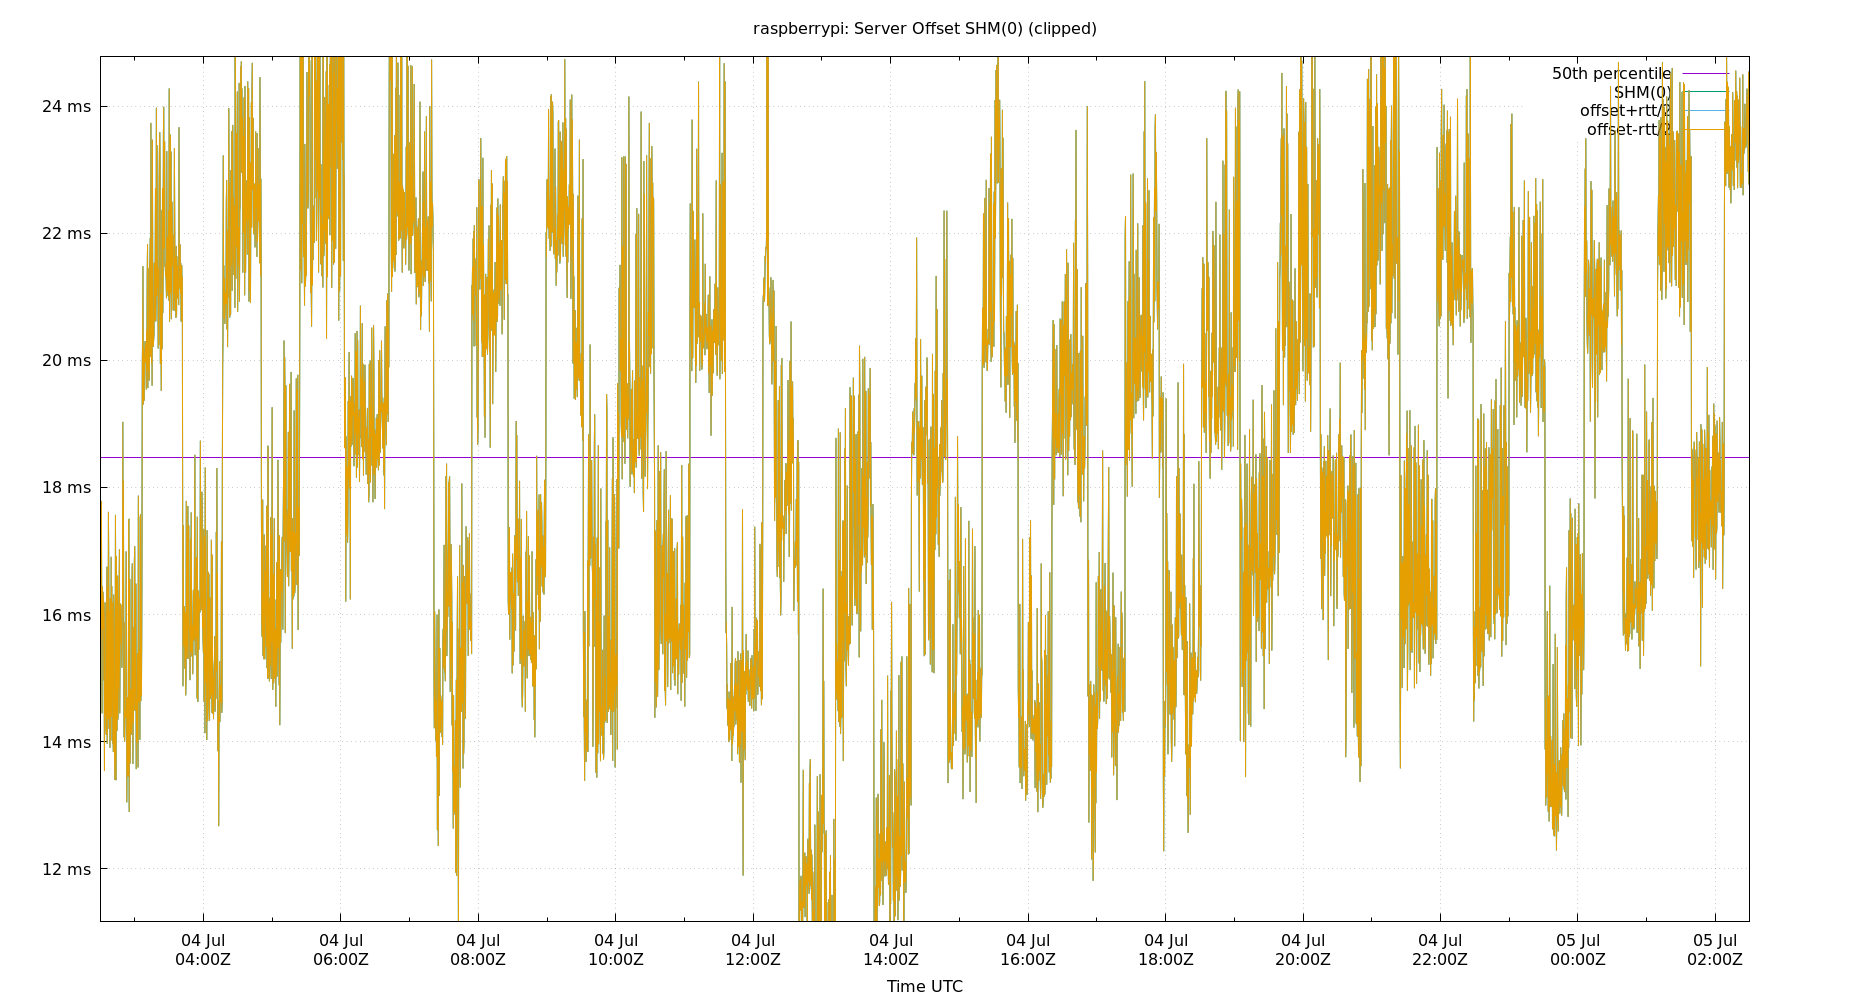 raspberrypi: Server Offset SHM(0) (clipped)
50th percentile
SHM(0)
offset+rtt/2
offset-rtt/2
24 ms
22 ms
20 ms
18 ms
16 ms
14 ms
12 ms
04 Jul 04 Jul 04 Jul 04 Jul 04 Jul 04 Jul 04 Jul 04 Jul 04 Jul 04 Jul 05 Jul 05 Jul
04:00Z 06:00Z 08:00Z 10:00Z 12:00Z 14:00Z 16:00Z 18:00Z 20:00Z 22:00Z 00:00Z 02:00Z
Time UTC